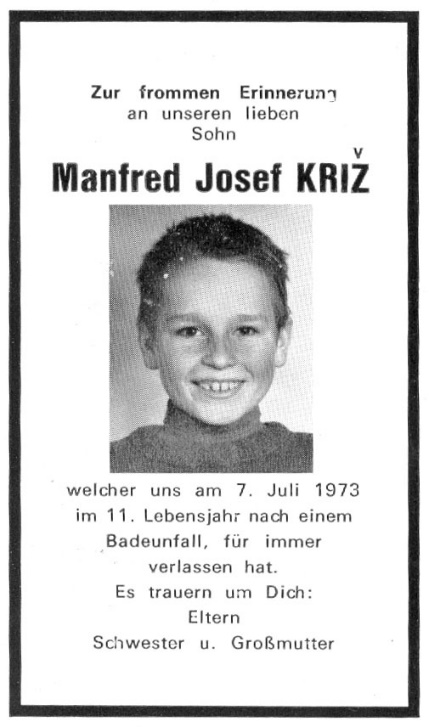 Zur frommen Erinnerung
an unseren lieben
Sohn
Manfred Josef KRIŽ
welcher uns am 7. Juli 1973
im 11. Lebensjahr nach einem
Badeunfall, für immer
verlassen hat.
Es trauern um Dich:
Eltern
Schwester u. Großmutter